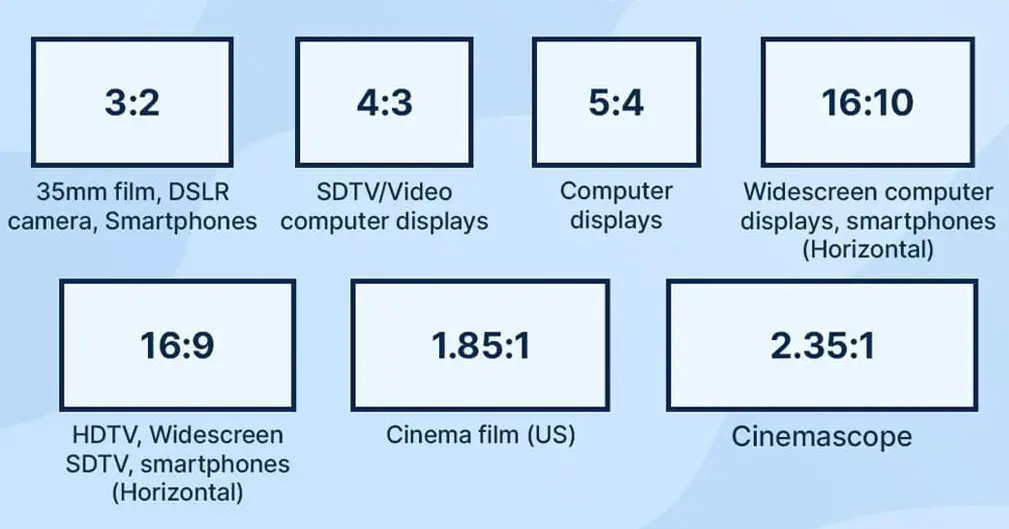 3:2
35mm film, DSLR
camera, Smartphones
4:3
SDTV/Video
computer displays
5:4
Computer
displays
16:10
Widescreen computer
displays, smartphones
(Horizontal)
16:9
HDTV, Widescreen
SDTV, smartphones
(Horizontal)
1.85:1
Cinema film (US)
2.35:1
Cinemascope